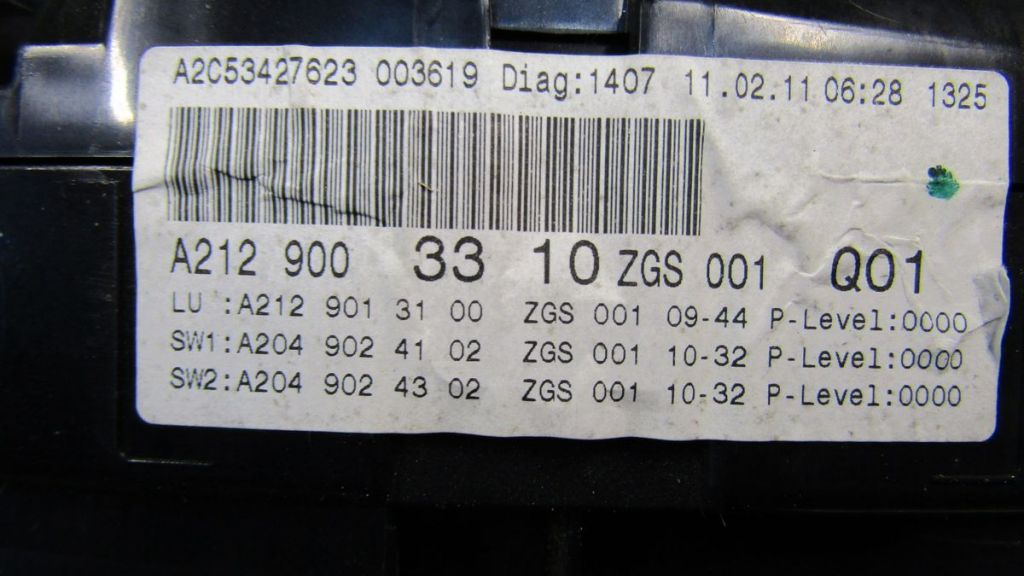 A2C53427623 003619 Diag:1407 11.02.11 06:28 1325
A212 900 33 10 ZGS 001 Q01
LU :A212 901 31 00 ZGS 001 09-44 P-Level:0000
SW1:A204 902 41 02 ZGS 001 10-32 P-Level:0000
SW2:A204 902 43 02 ZGS 001 10-32 P-Level:0000